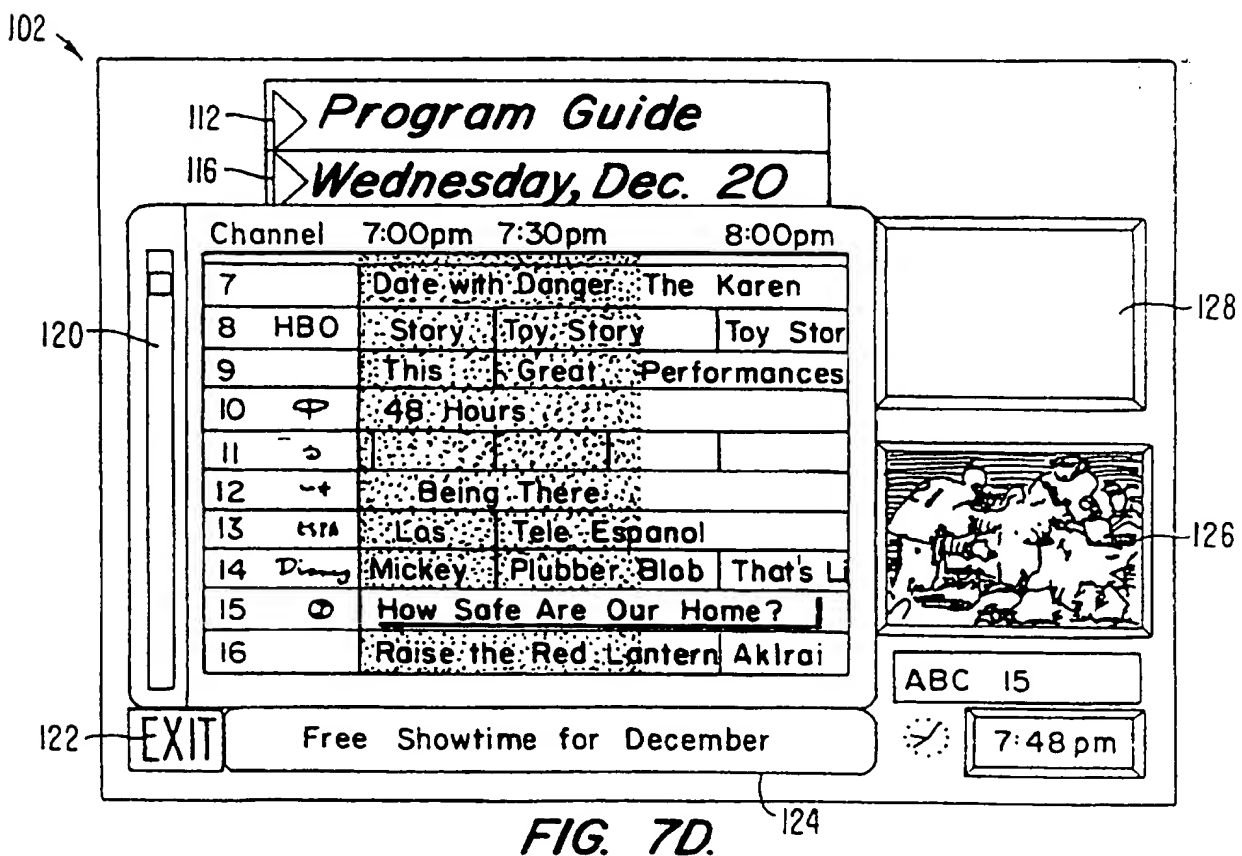 102
112
Program Guide
116
Wednesday, Dec. 20
Channel 7:00pm 7:30pm 8:00pm
7 Date with Danger The Karen
8 HBO Story Toy Story Toy Stor
120
128
9 This Great Performances
10 48 Hours
11
12 Being There
13 Las Tele Espanol
126
14 Disney Mickey Plubber Blob That's Li
15 How Safe Are Our Home?
16 Raise the Red Lantern Aklrai
ABC 15
122
EXIT
Free Showtime for December
7:48 pm
124
FIG. 7D.